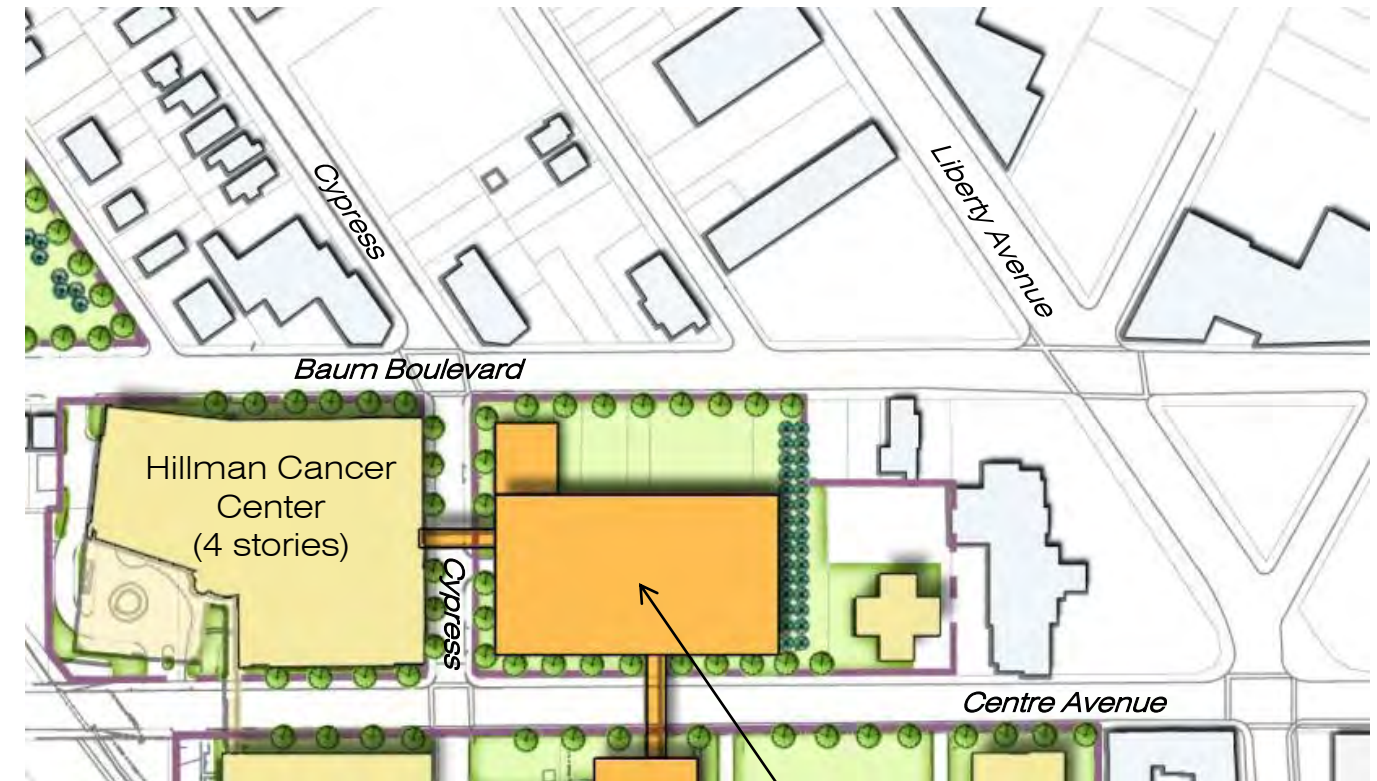 Cypress
Liberty Avenue
Baum Boulevard
Hillman Cancer
Center
(4 stories)
Cypress
Centre Avenue